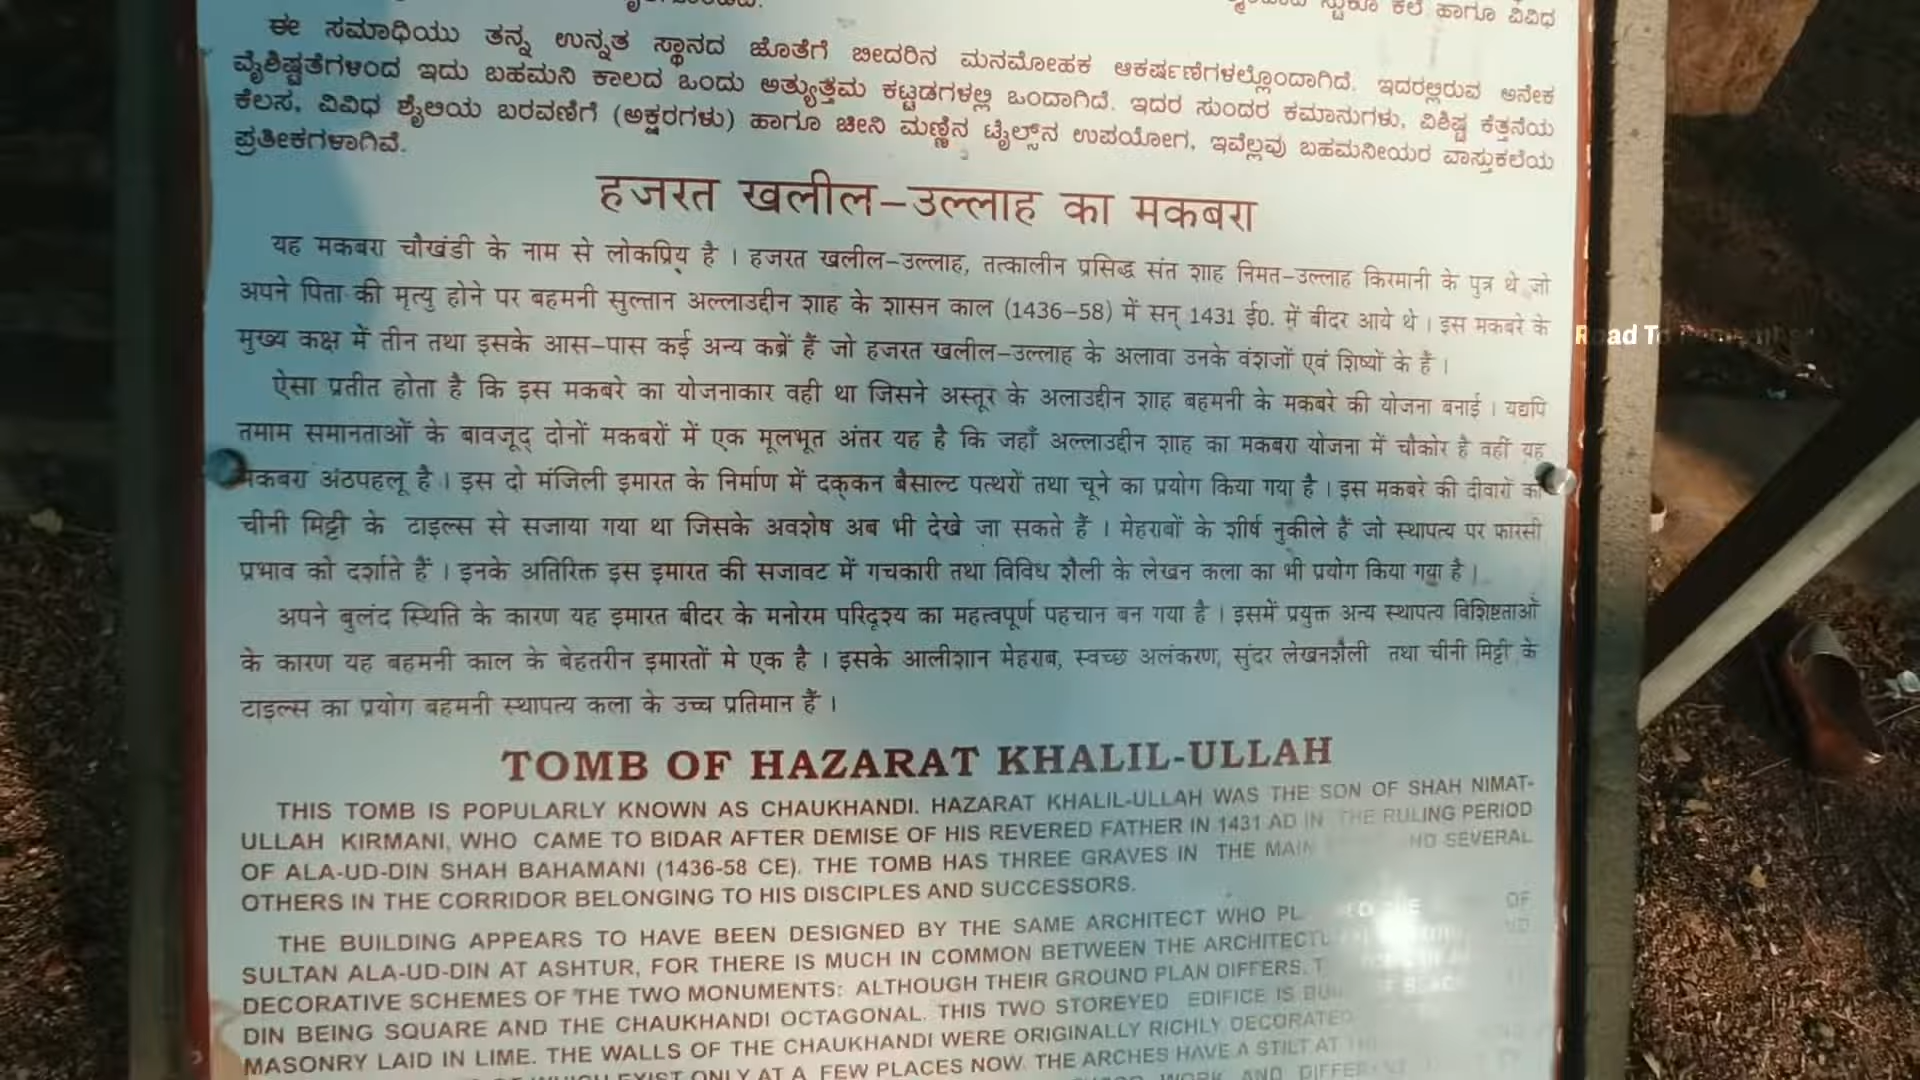 ಸ್ಟುಕೂ ಕಲೆ ಹಾಗೂ ವಿವಿಧ
ಈ ಸಮಾಧಿಯು ತನ್ನ ಉನ್ನತ ಸ್ಥಾನದ ಜೊತೆಗೆ ಬೀದರಿನ ಮನಮೋಹಕ ಆಕರ್ಷಣೆಗಳಲ್ಲೊಂದಾಗಿದೆ. ಇದರಲ್ಲಿರುವ ಅನೇಕ
ವೈಶಿಷ್ಟತೆಗಳಿಂದ ಇದು ಬಹಮನಿ ಕಾಲದ ಒಂದು ಅತ್ಯುತ್ತಮ ಕಟ್ಟಡಗಳಲ್ಲಿ ಒಂದಾಗಿದೆ. ಇದರ ಸುಂದರ ಕಮಾನುಗಳು, ವಿಶಿಷ್ಟ ಕೆತ್ತನೆಯ
ಕೆಲಸ, ವಿವಿಧ ಶೈಲಿಯ ಬರವಣಿಗೆ (ಅಕ್ಷರಗಳು) ಹಾಗೂ ಚೀನಿ ಮಣ್ಣಿನ ಟೈಲ್ಸ್‌ನ ಉಪಯೋಗ, ಇವೆಲ್ಲವು ಬಹಮನೀಯರ ವಾಸ್ತುಕಲೆಯ
ಪ್ರತೀಕಗಳಾಗಿವೆ.
हजरत खलील-उल्लाह का मकबरा
यह मकबरा चौखंडी के नाम से लोकप्रिय है । हजरत खलील-उल्लाह, तत्कालीन प्रसिद्ध संत शाह निमत-उल्लाह किरमानी के पुत्र थे जो
अपने पिता की मृत्यु होने पर बहमनी सुल्तान अल्लाउद्दीन शाह के शासन काल (1436-58) में सन् 1431 ई0. में बीदर आये थे । इस मकबरे के
मुख्य कक्ष में तीन तथा इसके आस-पास कई अन्य कब्रें हैं जो हजरत खलील-उल्लाह के अलावा उनके वंशजों एवं शिष्यों के हैं ।
ऐसा प्रतीत होता है कि इस मकबरे का योजनाकार वही था जिसने अस्तूर के अलाउद्दीन शाह बहमनी के मकबरे की योजना बनाई । यद्यपि
तमाम समानताओं के बावजूद् दोनों मकबरों में एक मूलभूत अंतर यह है कि जहाँ अल्लाउद्दीन शाह का मकबरा योजना में चौकोर है वहीं यह
मकबरा अंठपहलू है । इस दो मंजिली इमारत के निर्माण में दक्कन बैसाल्ट पत्थरों तथा चूने का प्रयोग किया गया है । इस मकबरे की दीवारों को
चीनी मिट्टी के टाइल्स से सजाया गया था जिसके अवशेष अब भी देखे जा सकते हैं । मेहराबों के शीर्ष नुकीले हैं जो स्थापत्य पर फारसी
प्रभाव को दर्शाते हैं । इनके अतिरिक्त इस इमारत की सजावट में गचकारी तथा विविध शैली के लेखन कला का भी प्रयोग किया गया है ।
अपने बुलंद स्थिति के कारण यह इमारत बीदर के मनोरम परिदृश्य का महत्वपूर्ण पहचान बन गया है । इसमें प्रयुक्त अन्य स्थापत्य विशिष्टताओं
के कारण यह बहमनी काल के बेहतरीन इमारतों मे एक है । इसके आलीशान मेहराब, स्वच्छ अलंकरण, सुंदर लेखनशैली तथा चीनी मिट्टी के
टाइल्स का प्रयोग बहमनी स्थापत्य कला के उच्च प्रतिमान हैं ।
TOMB OF HAZARAT KHALIL-ULLAH
THIS TOMB IS POPULARLY KNOWN AS CHAUKHANDI. HAZARAT KHALIL-ULLAH WAS THE SON OF SHAH NIMAT-
ULLAH KIRMANI, WHO CAME TO BIDAR AFTER DEMISE OF HIS REVERED FATHER IN 1431 AD IN THE RULING PERIOD
OF ALA-UD-DIN SHAH BAHAMANI (1436-58 CE). THE TOMB HAS THREE GRAVES IN THE MAIN SEVERAL
OTHERS IN THE CORRIDOR BELONGING TO HIS DISCIPLES AND SUCCESSORS.
THE BUILDING APPEARS TO HAVE BEEN DESIGNED BY THE SAME ARCHITECT WHO OF
SULTAN ALA-UD-DIN AT ASHTUR, FOR THERE IS MUCH IN COMMON BETWEEN THE
DECORATIVE SCHEMES OF THE TWO MONUMENTS: ALTHOUGH THEIR GROUND PLAN DIFFERS.
DIN BEING SQUARE AND THE CHAUKHANDI OCTAGONAL. THIS TWO STOREYED EDIFICE IS
MASONRY LAID IN LIME. THE WALLS OF THE CHAUKHANDI WERE ORIGINALLY RICHLY DECORATED
EXIST ONLY AT A FEW PLACES NOW. THE ARCHES HAVE A STILT AT
WORK AND